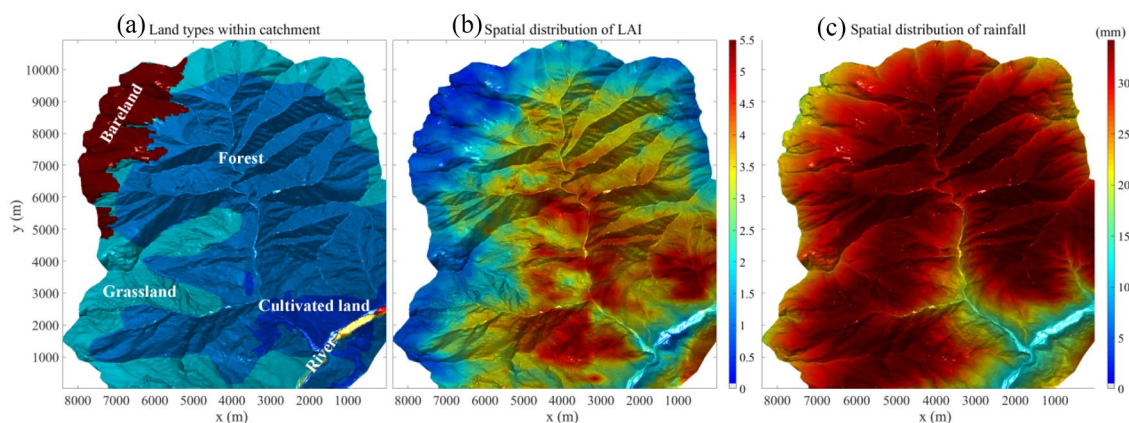 (a) Land types within catchment
(b) Spatial distribution of LAI
(c) Spatial distribution of rainfall
(mm)
10000
9000
8000
7000
6000
5000
4000
3000
2000
1000
y (m)
Bareland
Forest
Grassland
Cultivated land
River
8000 7000 6000 5000 4000 3000 2000 1000
x (m)
5.5
5
4.5
4
3.5
3
2.5
2
1.5
1
0.5
0
8000 7000 6000 5000 4000 3000 2000 1000
x (m)
30
25
20
15
10
5
0
8000 7000 6000 5000 4000 3000 2000 1000
x (m)